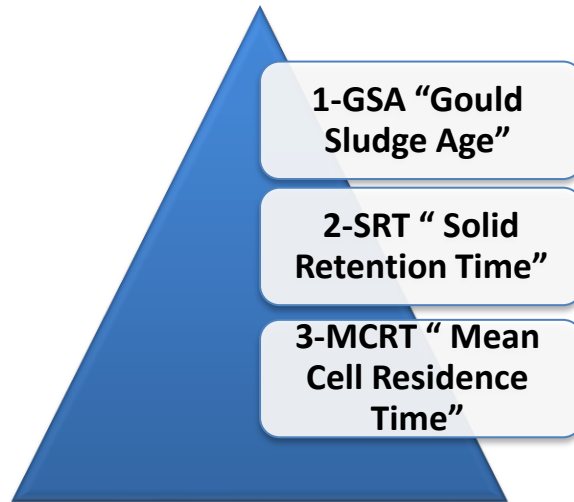 1-GSA “Gould
Sludge Age”
2-SRT “ Solid
Retention Time”
3-MCRT “ Mean
Cell Residence
Time”